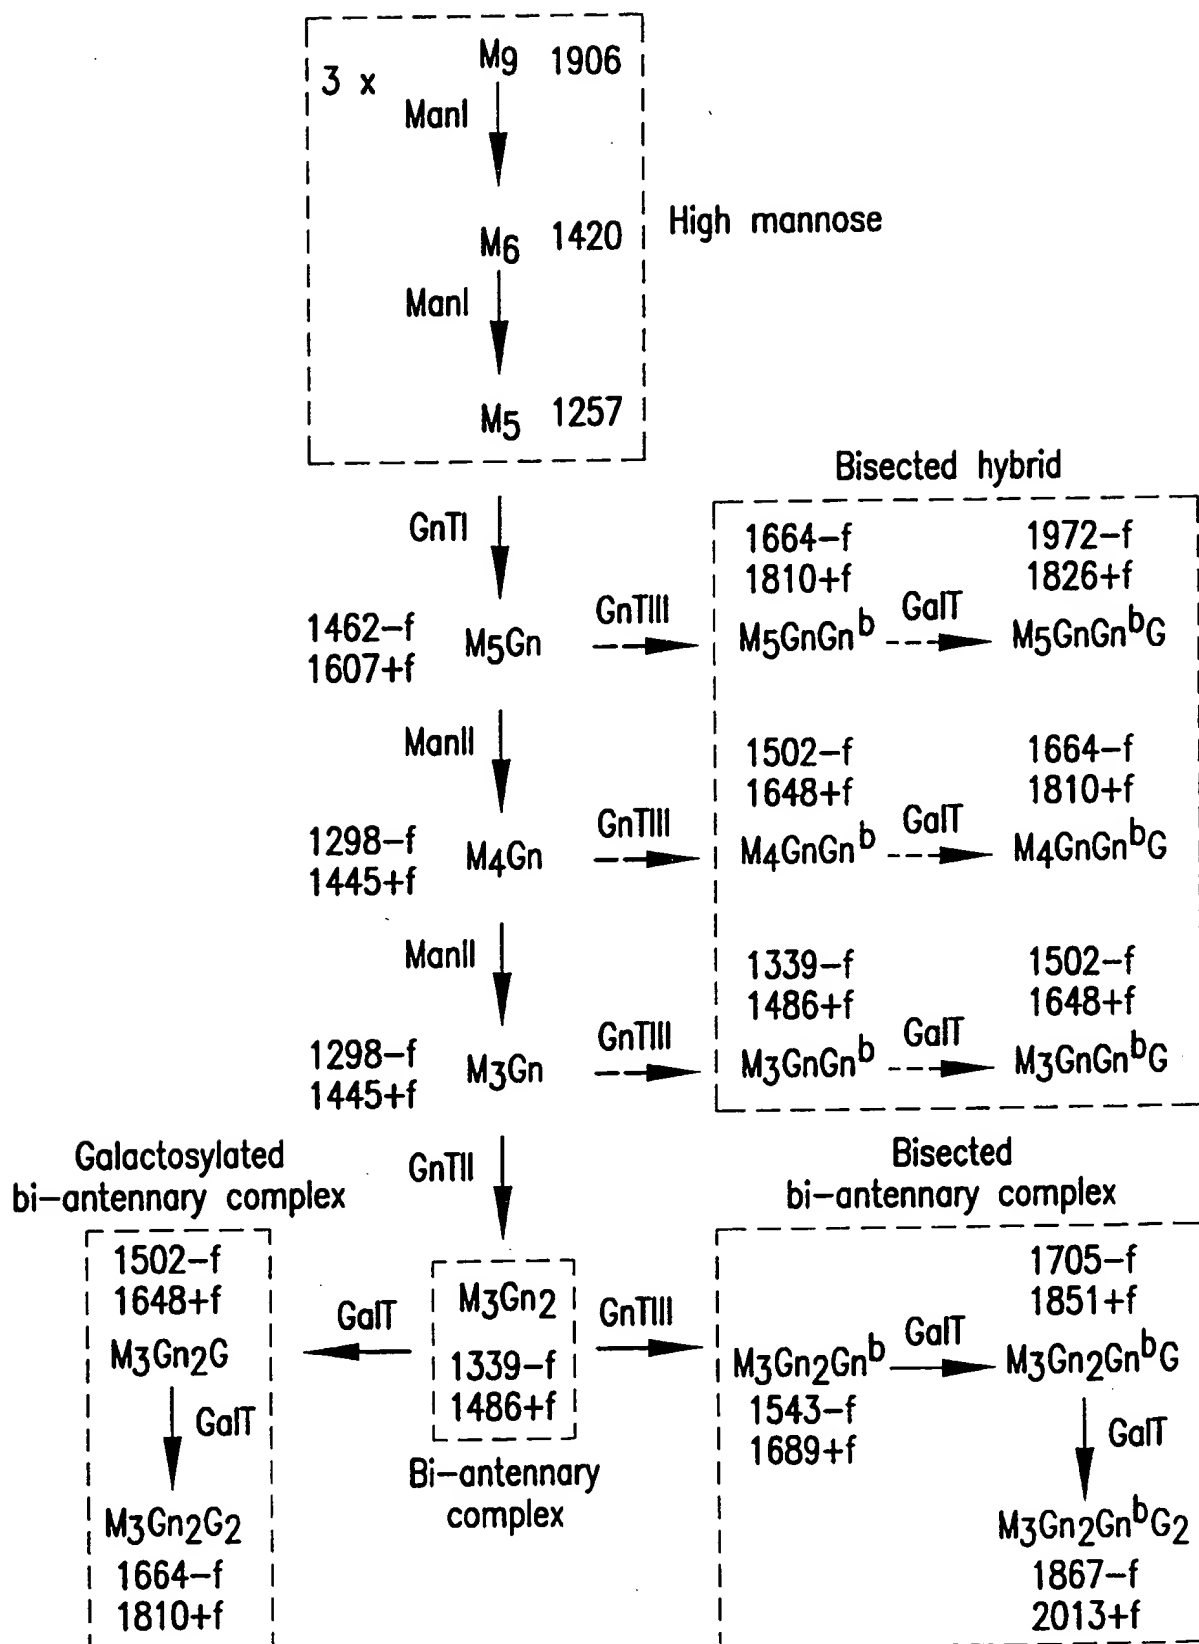 M9 1906
3 x
ManI
M6 1420
High mannose
ManI
M5 1257
Bisected hybrid
GnTI
1664-f
1810+f
1972-f
1826+f
1462-f
1607+f
M5Gn
GnTIII
M5GnGnb
GalT
M5GnGnbG
ManII
1502-f
1648+f
1664-f
1810+f
1298-f
1445+f
M4Gn
GnTIII
M4GnGnb
GalT
M4GnGnbG
ManII
1339-f
1486+f
1502-f
1648+f
1298-f
1445+f
M3Gn
GnTIII
M3GnGnb
GalT
M3GnGnbG
GnTII
Galactosylated
bi-antennary complex
Bisected
bi-antennary complex
1502-f
1648+f
M3Gn2G
GalT
M3Gn2G2
1664-f
1810+f
GalT
M3Gn2
1339-f
1486+f
Bi-antennary
complex
GnTIII
M3Gn2Gnb
1543-f
1689+f
GalT
1705-f
1851+f
M3Gn2GnbG
GalT
M3Gn2GnbG2
1867-f
2013+f